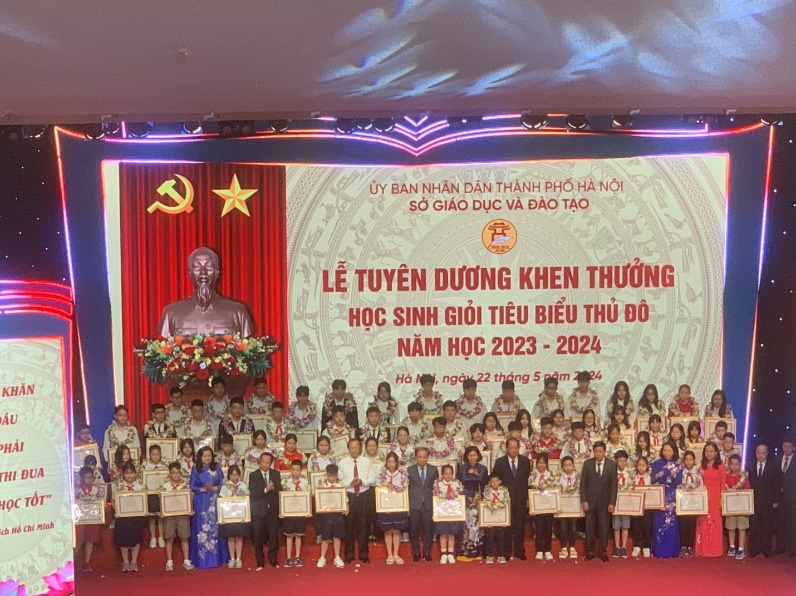 ỦY BAN NHÂN DÂN THÀNH PHỐ HÀ NỘI
SỞ GIÁO DỤC VÀ ĐÀO TẠO
LỄ TUYÊN DƯƠNG KHEN THƯỞNG
HỌC SINH GIỎI TIÊU BIỂU THỦ ĐÔ
NĂM HỌC 2023 - 2024
Hà Nội, ngày 22 tháng 5 năm 2024
KHĂN
ĐẦU
PHẢI
THI ĐUA
HỌC TỐT"
tịch Hồ Chí Minh